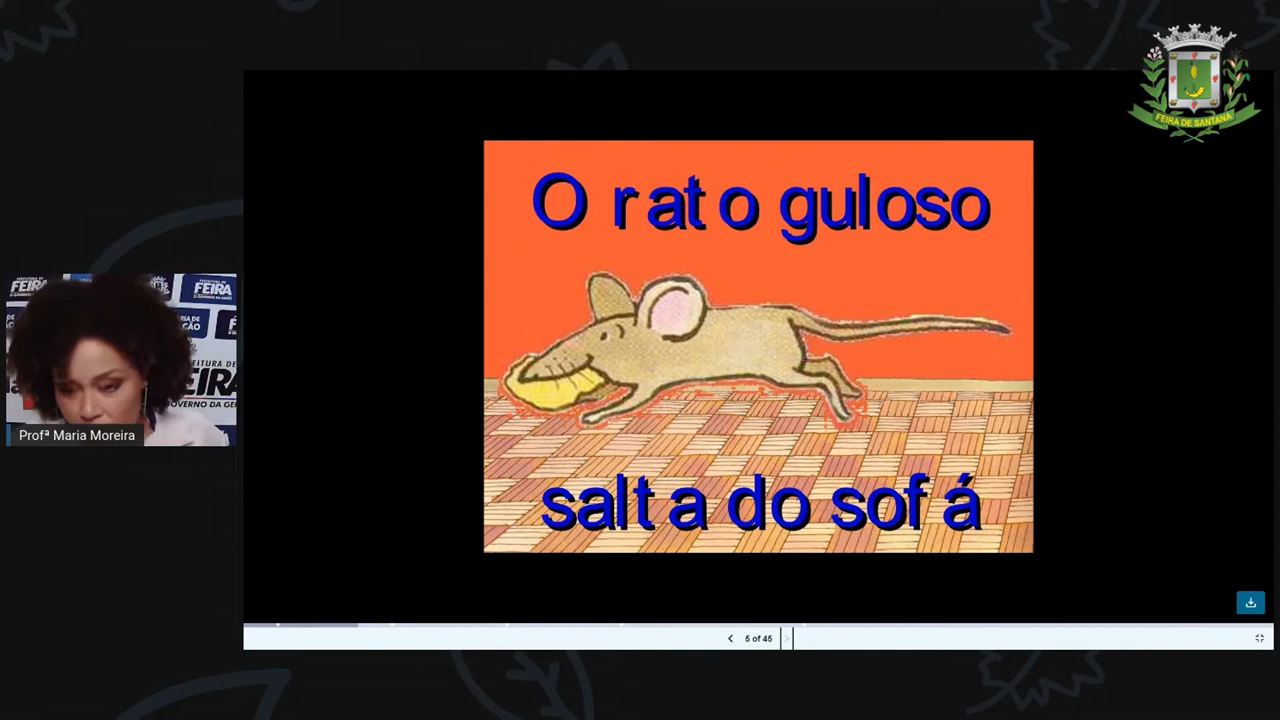 FEIRA DE SANTANA
O rato guloso
salta do sofá
FEIRA
FEIRA
Profª Maria Moreira
5 of 45